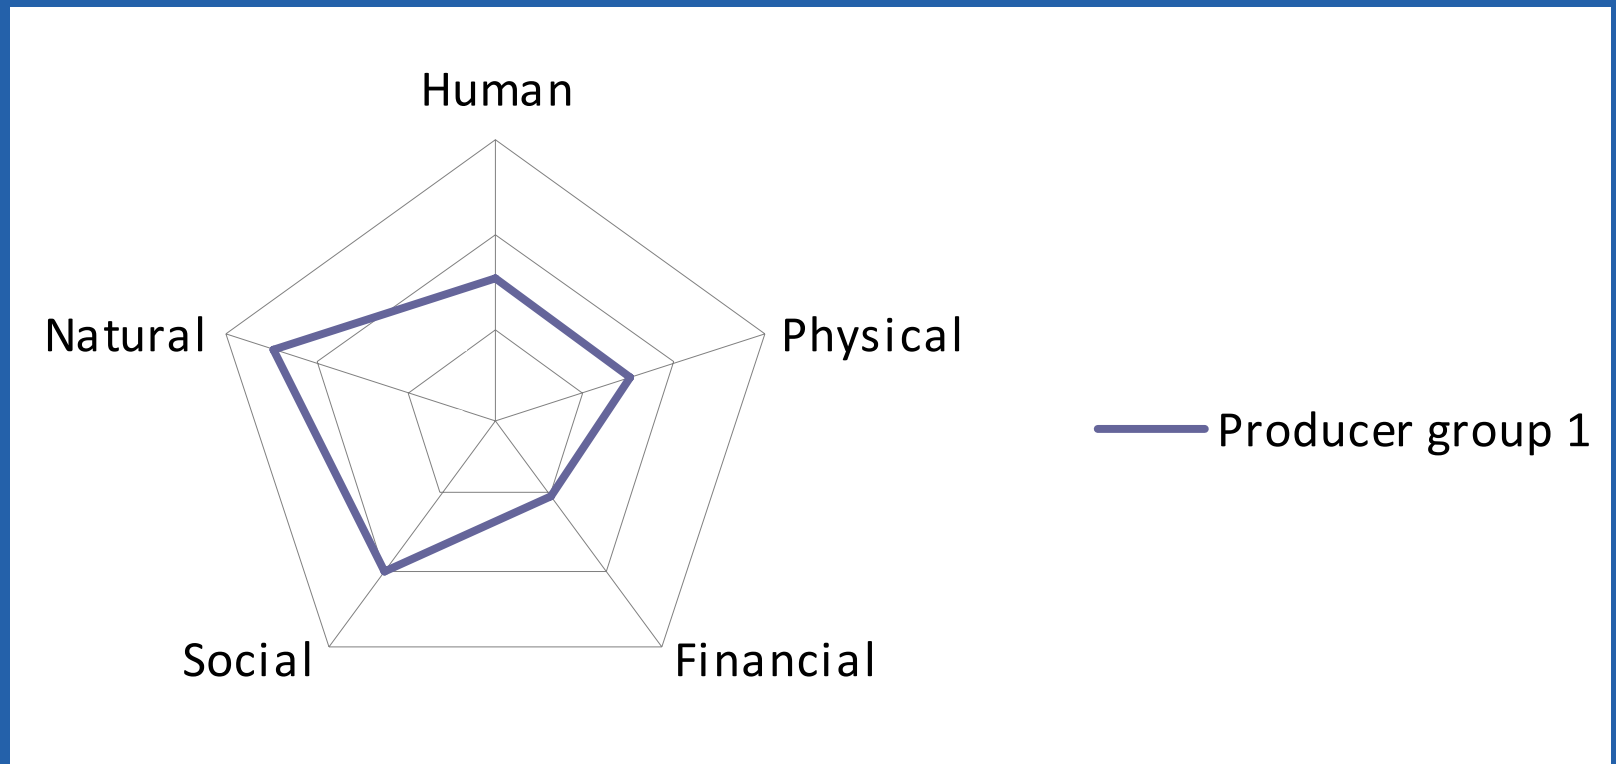 Human
Natural
Physical
Producer group 1
Social
Financial